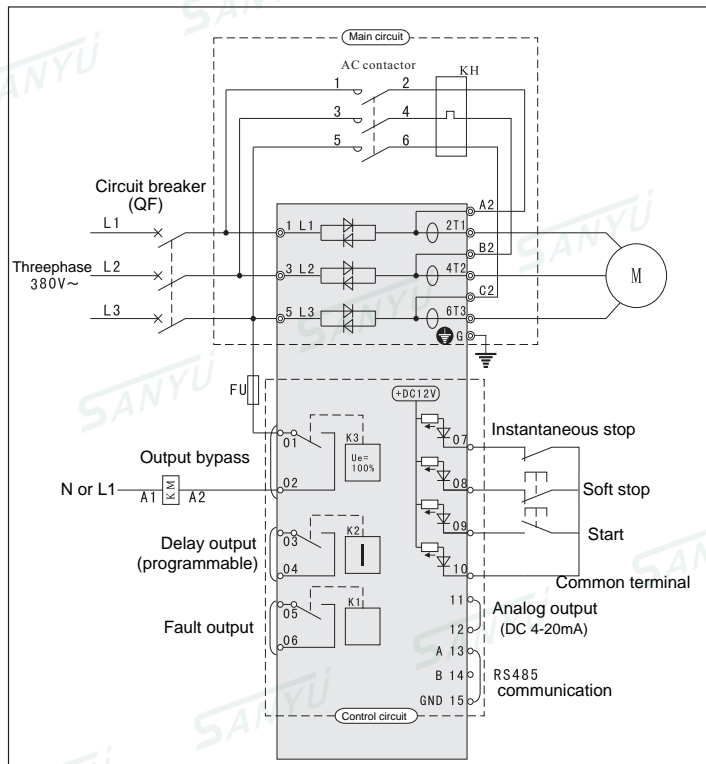 Main circuit
AC contactor
KH
1 2
3 4
5 6
Circuit breaker
(QF)
A2
L1
1 L1
2T1
B2
Threephase
380V~
L2
3 L2
4T2
M
C2
L3
5 L3
6T3
G
FU
+DC12V
01
K3
Ue=
100%
07
Instantaneous stop
Output bypass
02
N or L1
A1 KM A2
08
Soft stop
03
K2
09
Start
Delay output
(programmable)
04
10
Common terminal
05
K1
11
Analog output
(DC 4-20mA)
Fault output
06
12
A 13
B 14
RS485
communication
GND 15
Control circuit
SANYU
SANYU
SANYU
SANYU
SANYU